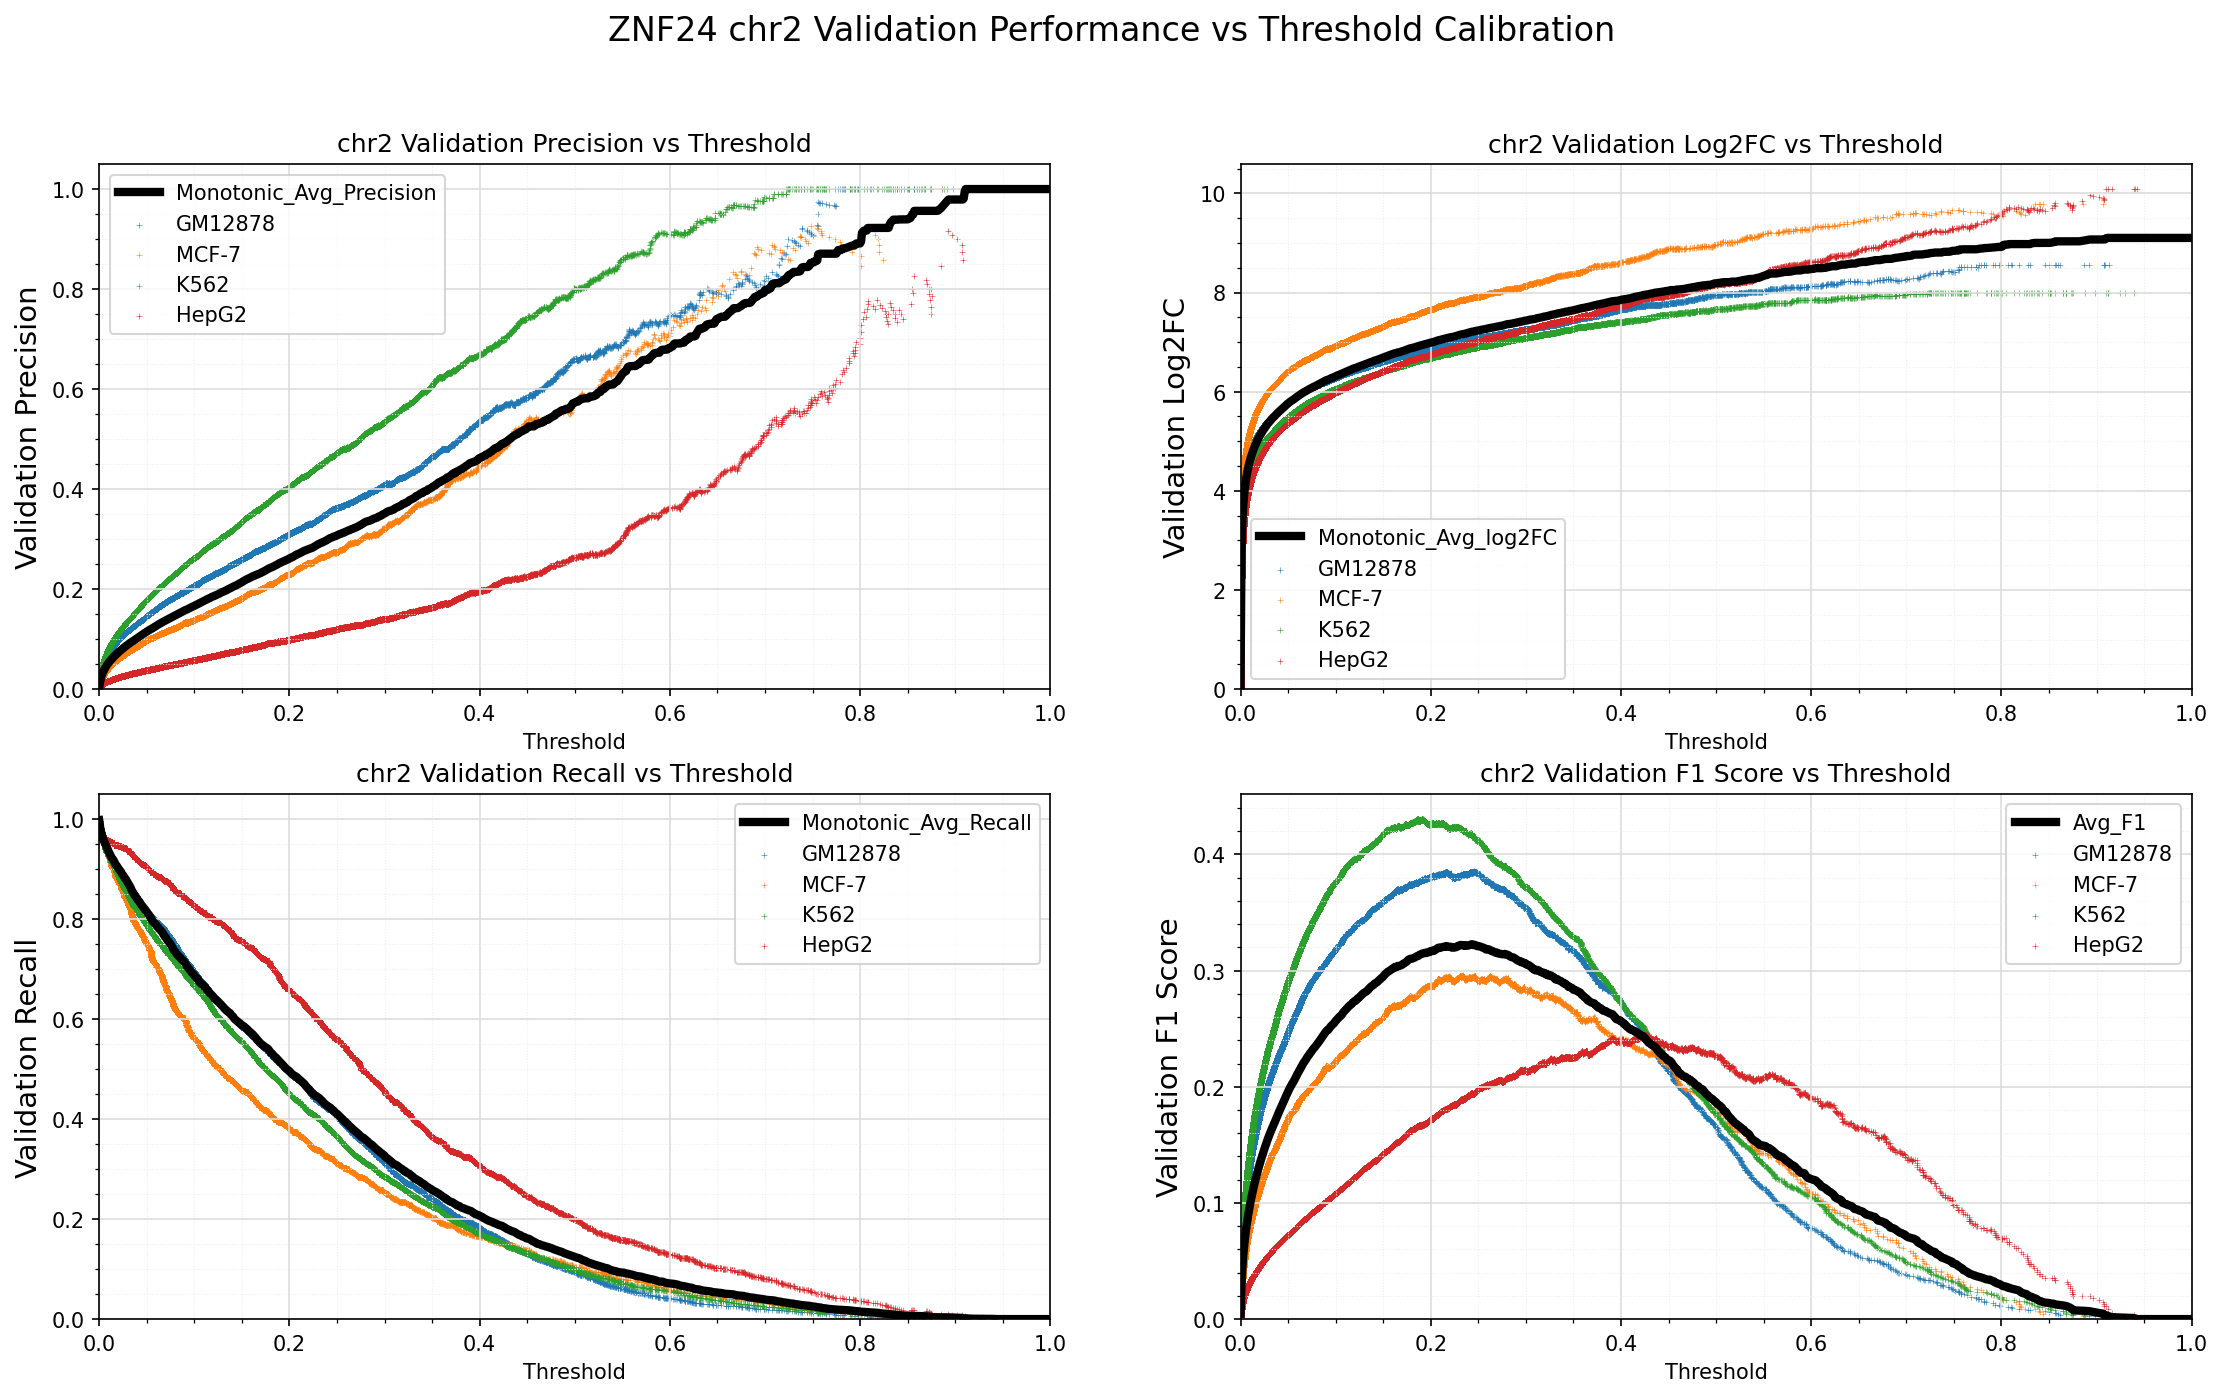 ZNF24 chr2 Validation Performance vs Threshold Calibration
chr2 Validation Precision vs Threshold
Validation Precision
1.0
0.8
0.6
0.4
0.2
0.0
Monotonic_Avg_Precision
GM12878
MCF-7
K562
HepG2
0.0 0.2 0.4 0.6 0.8 1.0
Threshold
chr2 Validation Log2FC vs Threshold
Validation Log2FC
10
8
6
4
2
0
Monotonic_Avg_log2FC
GM12878
MCF-7
K562
HepG2
0.0 0.2 0.4 0.6 0.8 1.0
Threshold
chr2 Validation Recall vs Threshold
Validation Recall
1.0
0.8
0.6
0.4
0.2
0.0
Monotonic_Avg_Recall
GM12878
MCF-7
K562
HepG2
0.0 0.2 0.4 0.6 0.8 1.0
Threshold
chr2 Validation F1 Score vs Threshold
Validation F1 Score
0.4
0.3
0.2
0.1
0.0
Avg_F1
GM12878
MCF-7
K562
HepG2
0.0 0.2 0.4 0.6 0.8 1.0
Threshold